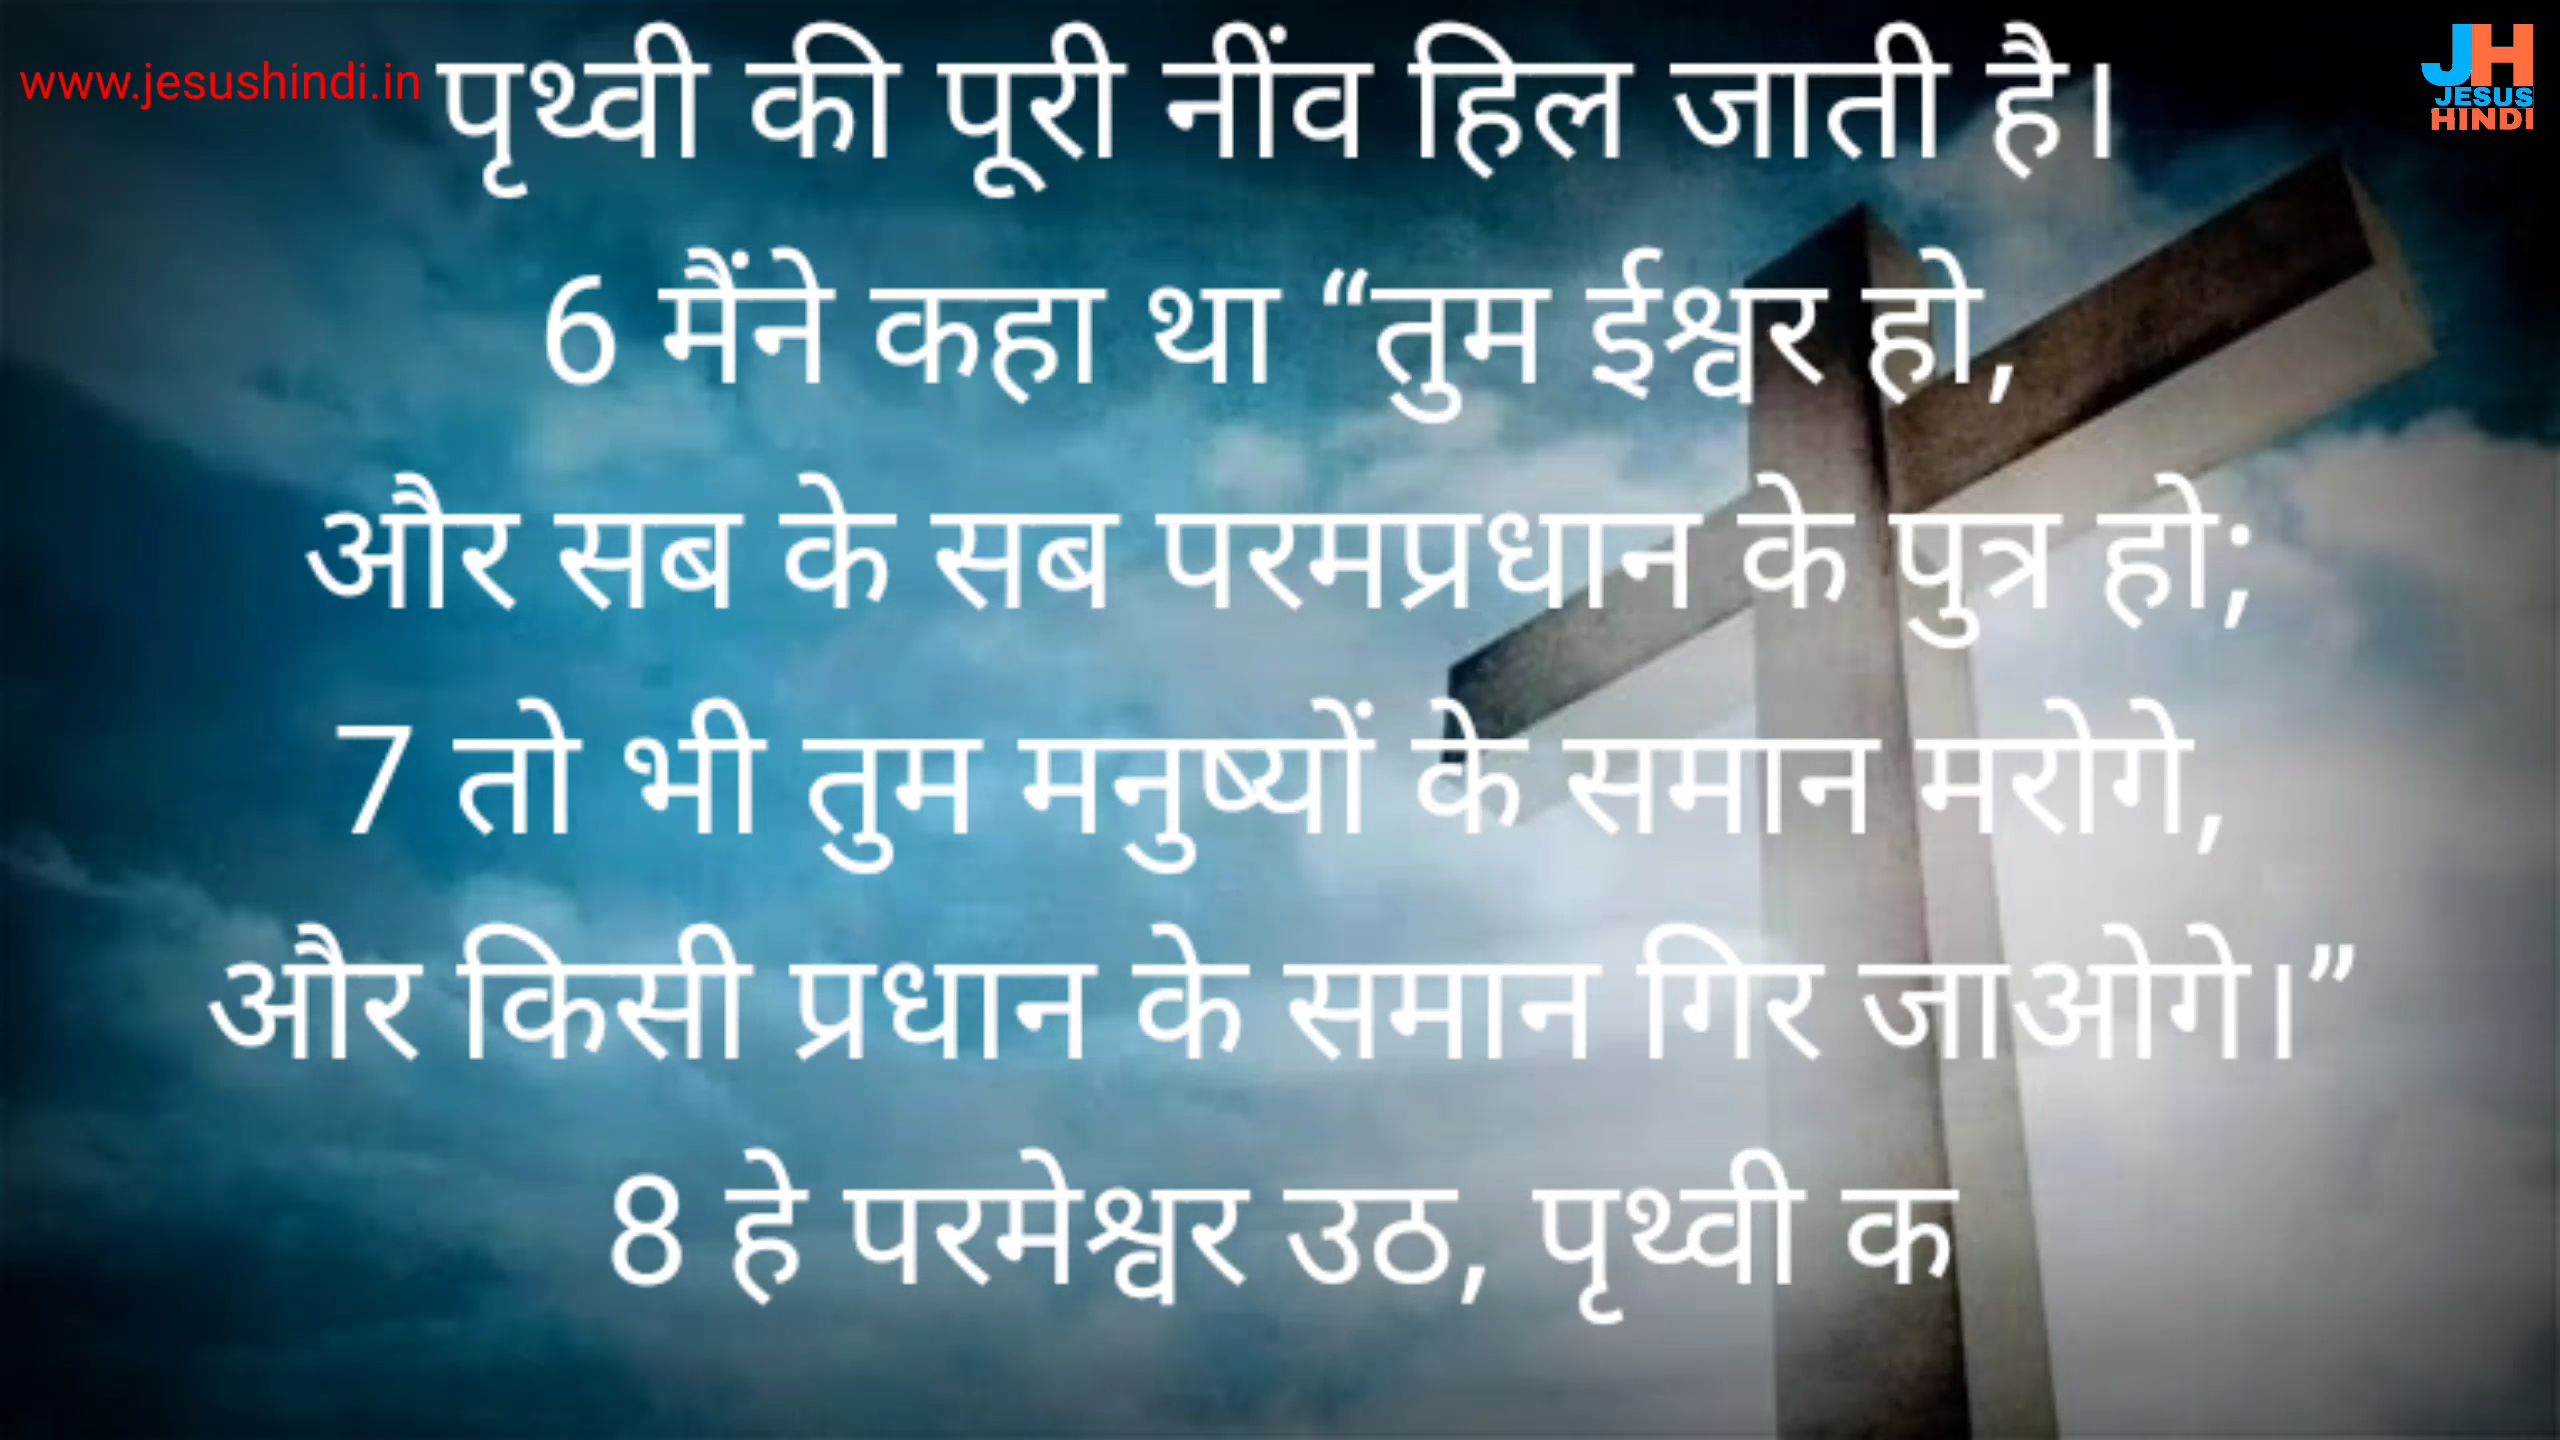 www.jesushindi.in
पृथ्वी की पूरी नींव हिल जाती है।
6 मैंने कहा था “तुम ईश्वर हो,
और सब के सब परमप्रधान के पुत्र हो;
7 तो भी तुम मनुष्यों के समान मरोगे,
और किसी प्रधान के समान गिर जाओगे।”
8 हे परमेश्वर उठ, पृथ्वी क
JH
JESUS
HINDI